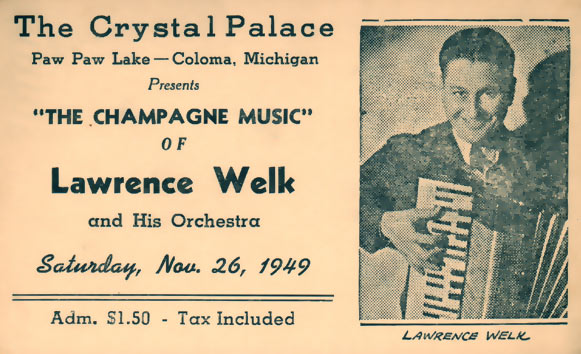 The Crystal Palace
Paw Paw Lake — Coloma, Michigan
Presents
"THE CHAMPAGNE MUSIC"
OF
Lawrence Welk
and His Orchestra
Saturday, Nov. 26, 1949
Adm. $1.50 - Tax Included
LAWRENCE WELK